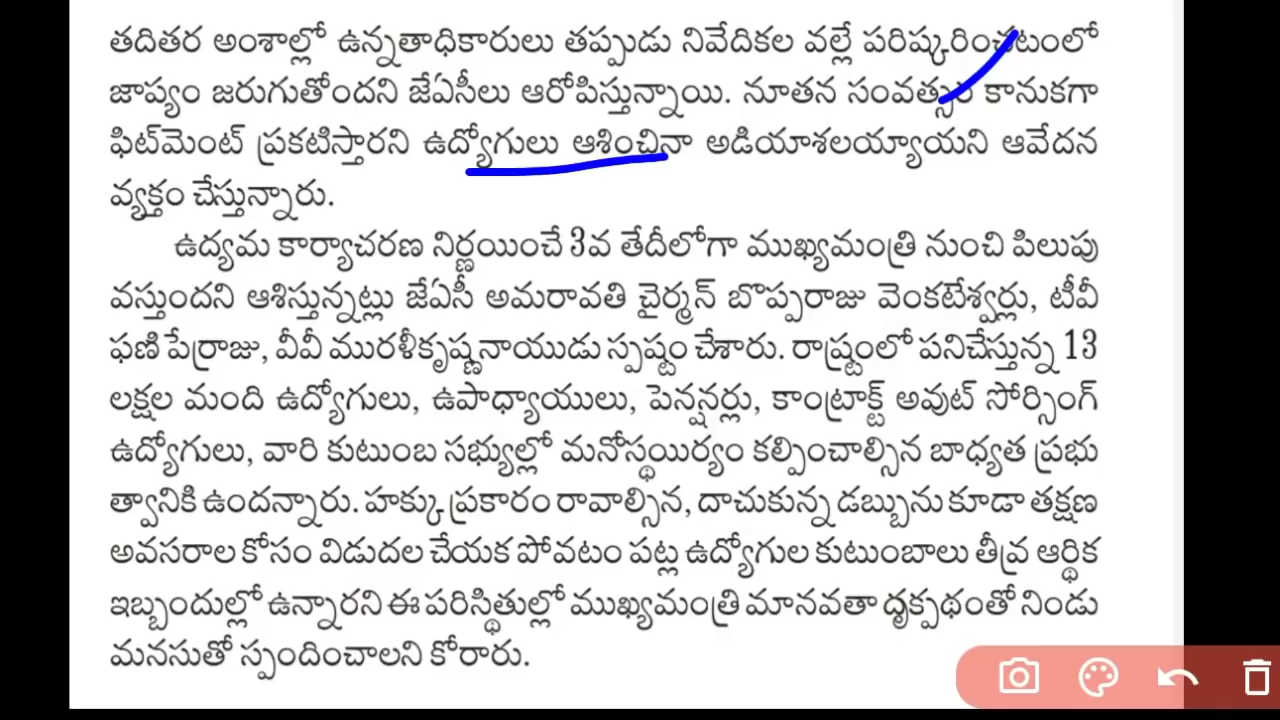 తదితర అంశాల్లో ఉన్నతాధికారులు తప్పుడు నివేదికల వల్లే పరిష్కరించటంలో
జాప్యం జరుగుతోందని జేఏసీలు ఆరోపిస్తున్నాయి. నూతన సంవత్సర కానుకగా
ఫిట్‌మెంట్ ప్రకటిస్తారని ఉద్యోగులు ఆశించినా అడియాశలయ్యాయని ఆవేదన
వ్యక్తం చేస్తున్నారు.
ఉద్యమ కార్యాచరణ నిర్ణయించే 3వ తేదీలోగా ముఖ్యమంత్రి నుంచి పిలుపు
వస్తుందని ఆశిస్తున్నట్లు జేఏసీ అమరావతి చైర్మన్ బొప్పరాజు వెంకటేశ్వర్లు, టీవీ
ఫణిపేర్రాజు, వీవీ మురళీకృష్ణనాయుడు స్పష్టం చేశారు. రాష్ట్రంలో పనిచేస్తున్న 13
లక్షల మంది ఉద్యోగులు, ఉపాధ్యాయులు, పెన్షనర్లు, కాంట్రాక్ట్ అవుట్ సోర్సింగ్
ఉద్యోగులు, వారి కుటుంబ సభ్యుల్లో మనోస్థయిర్యం కల్పించాల్సిన బాధ్యత ప్రభు
త్వానికి ఉందన్నారు. హక్కు ప్రకారం రావాల్సిన, దాచుకున్న డబ్బును కూడా తక్షణ
అవసరాల కోసం విడుదల చేయక పోవటం పట్ల ఉద్యోగుల కుటుంబాలు తీవ్ర ఆర్థిక
ఇబ్బందుల్లో ఉన్నారని ఈ పరిస్థితుల్లో ముఖ్యమంత్రి మానవతా దృక్పథంతో నిండు
మనసుతో స్పందించాలని కోరారు.